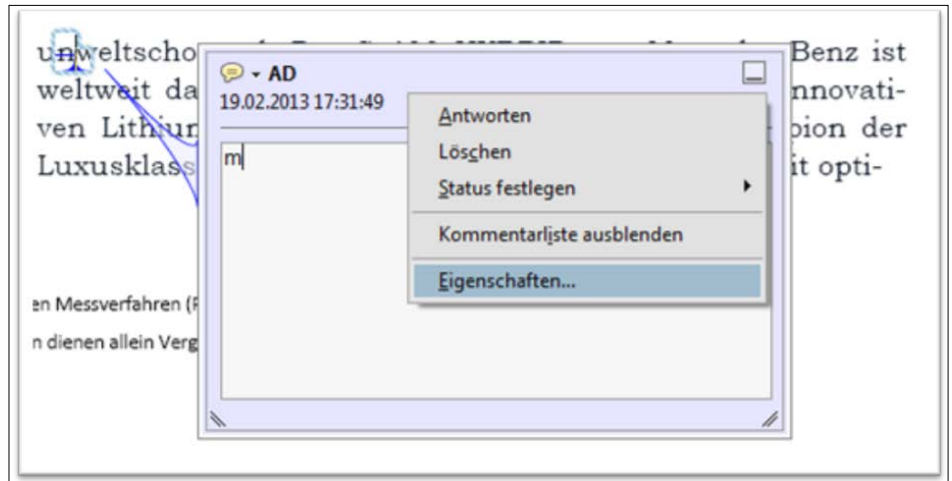 unweltscho Benz ist
weltweit da nnovati-
ven Lithiur pion der
Luxusklass it opti-
AD
19.02.2013 17:31:49
m
Antworten
Löschen
Status festlegen
Kommentarliste ausblenden
Eigenschaften...
en Messverfahren (F
n dienen allein Verg